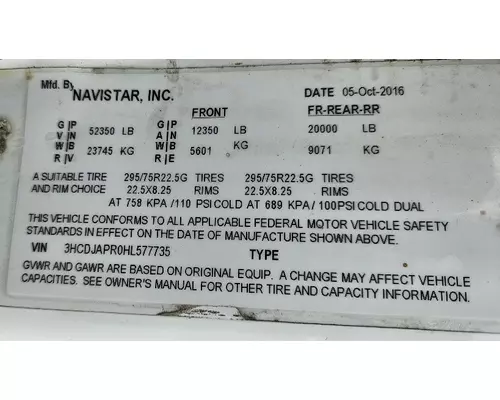 Mfd. By
NAVISTAR, INC.
DATE 05-Oct-2016
FRONT FR-REAR-RR
G|P 52350 LB G|P 12350 LB 20000 LB
V|N A|N
W|B 23745 KG W|B 5601 KG 9071 KG
R|V R|E
A SUITABLE TIRE 295/75R22.5G TIRES 295/75R22.5G TIRES
AND RIM CHOICE 22.5X8.25 RIMS 22.5X8.25 RIMS
AT 758 KPA /110 PSI COLD AT 689 KPA / 100PSI COLD DUAL
THIS VEHICLE CONFORMS TO ALL APPLICABLE FEDERAL MOTOR VEHICLE SAFETY
STANDARDS IN EFFECT ON THE DATE OF MANUFACTURE SHOWN ABOVE.
VIN 3HCDJAPR0HL577735 TYPE
GVWR AND GAWR ARE BASED ON ORIGINAL EQUIP. A CHANGE MAY AFFECT VEHICLE
CAPACITIES. SEE OWNER'S MANUAL FOR OTHER TIRE AND CAPACITY INFORMATION.